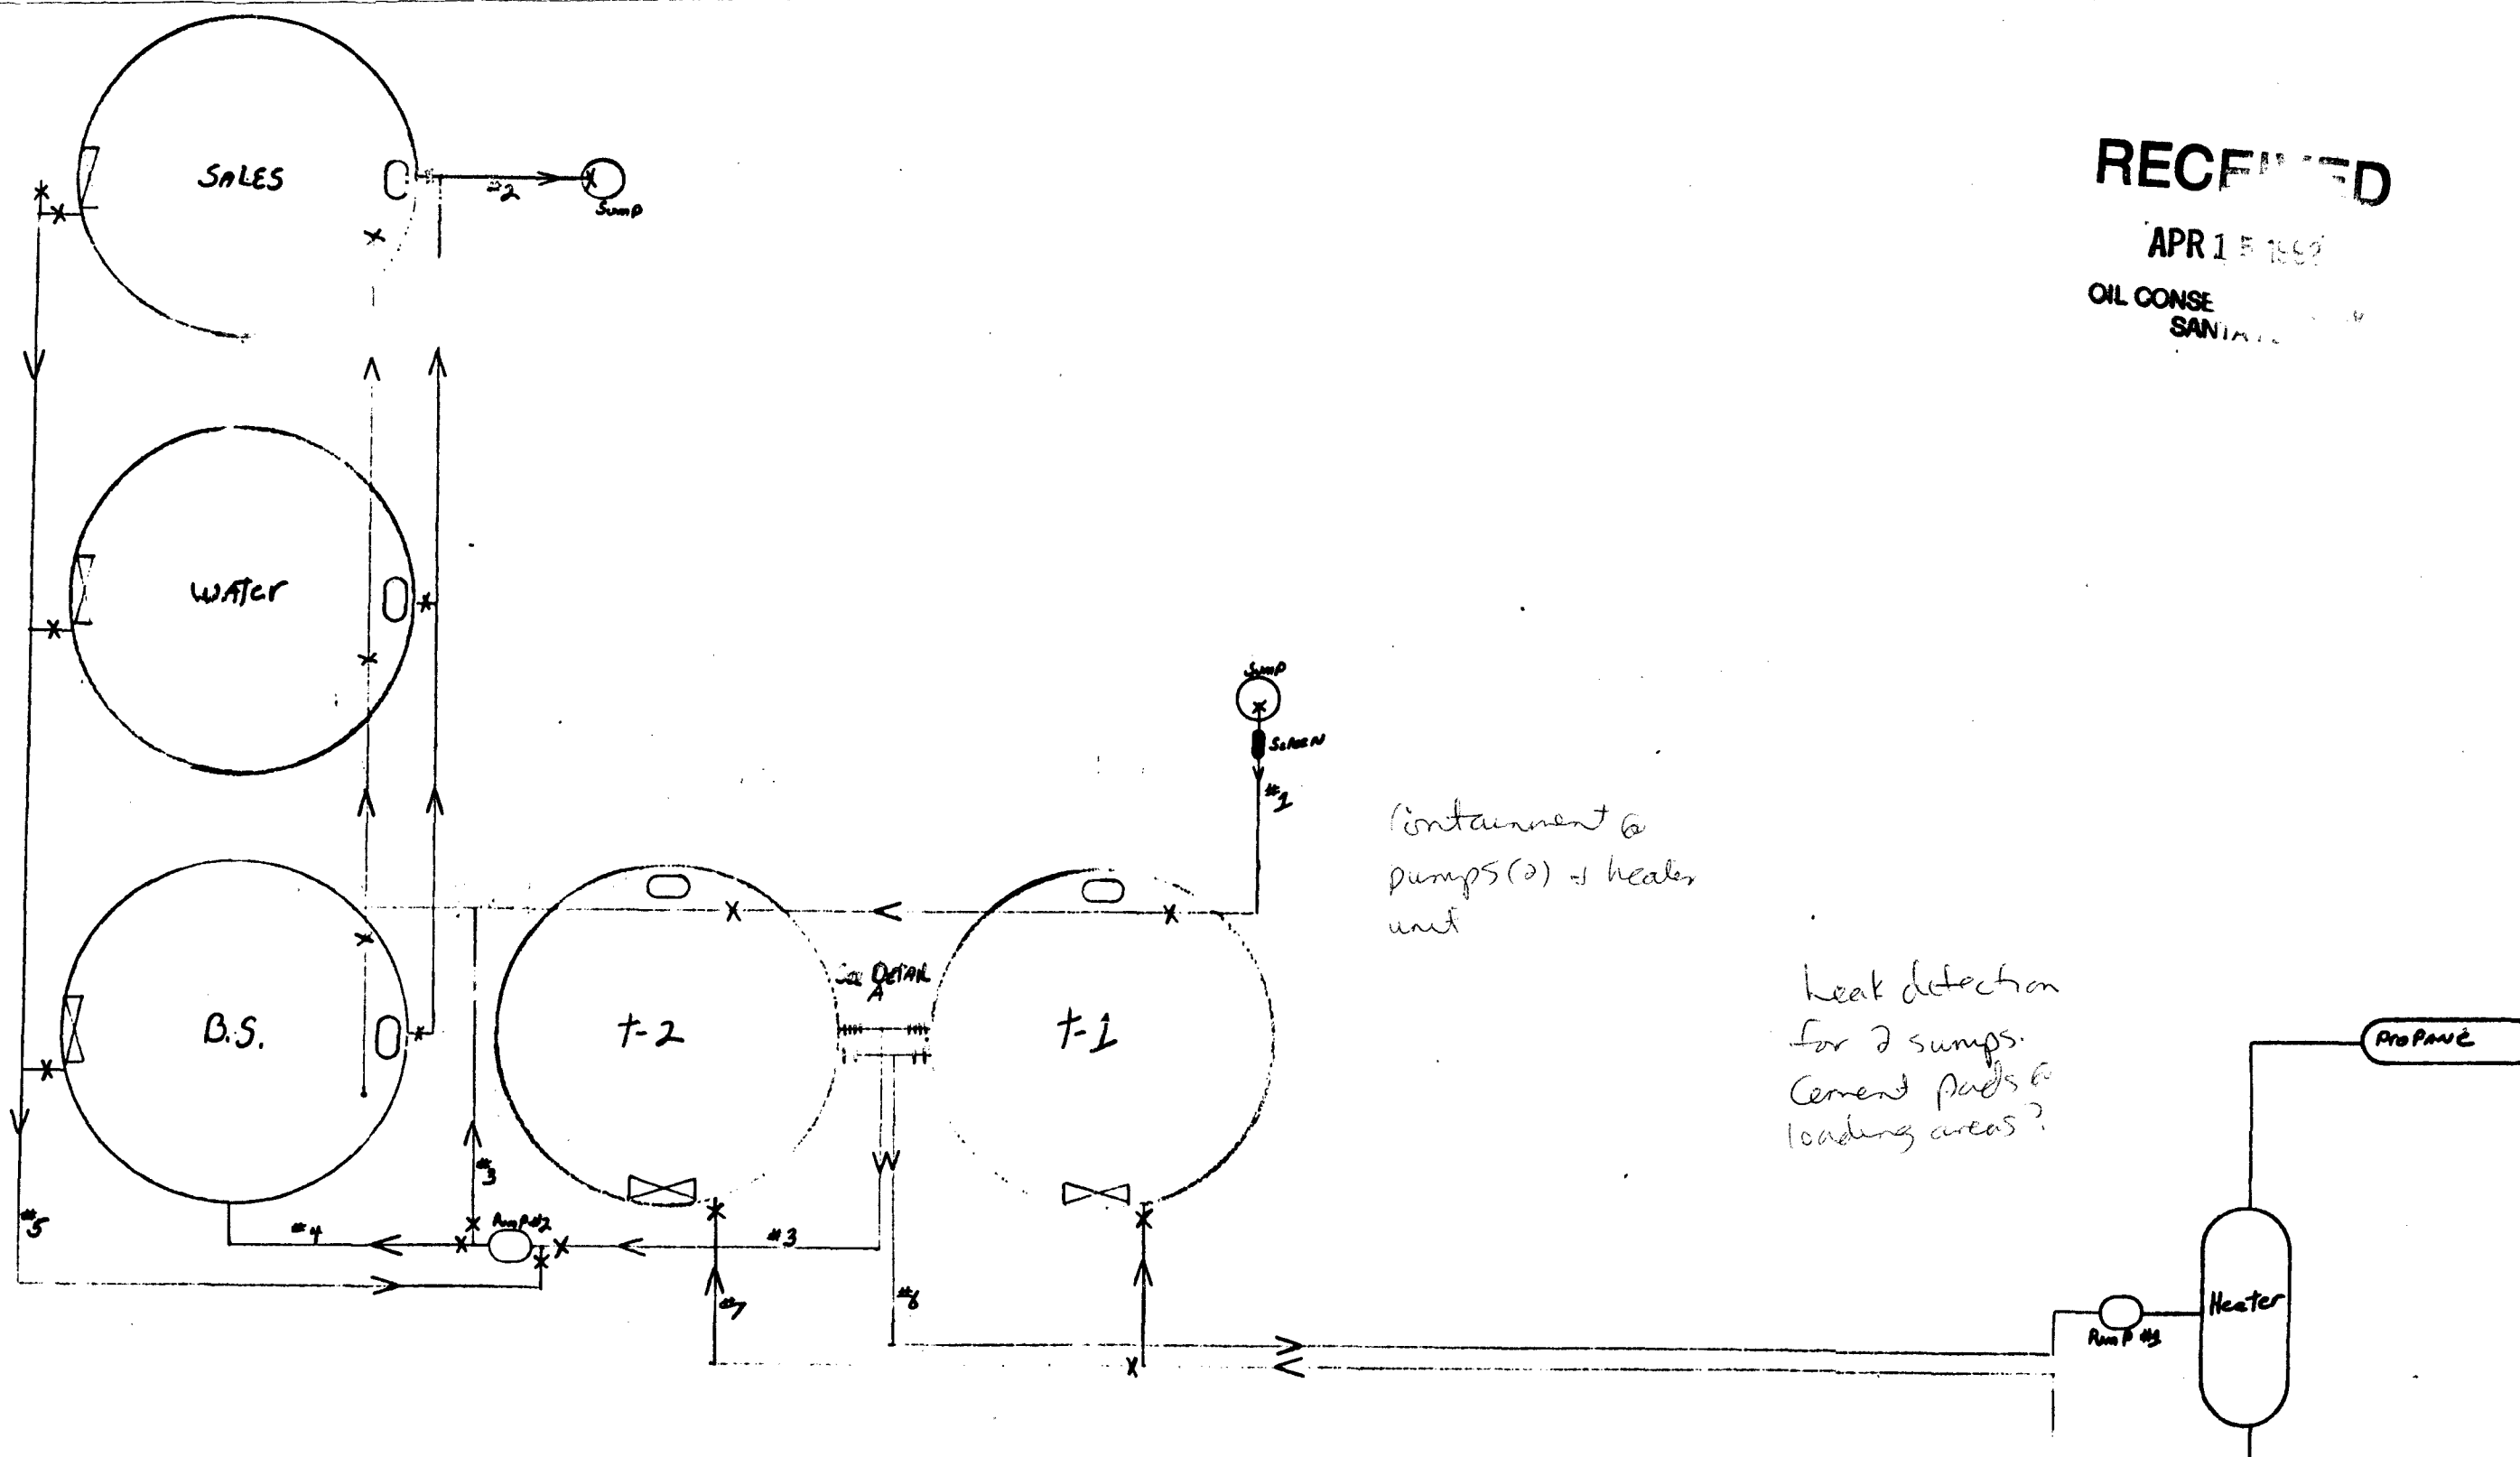 RECEIVED
APR 1
OIL CONSE
SAN
SALES
#2
Sump
WATer
Sump
Screen
#1
Containment @
pumps (2) + heater
unit
See DETAIL
A
B.S.
t-2
t-1
Leak detection
for 2 sumps.
Cement pads @
loading areas?
ProPANE
#3
#5
#4
Pump #2
#3
#7
#6
Heater
Pump #1